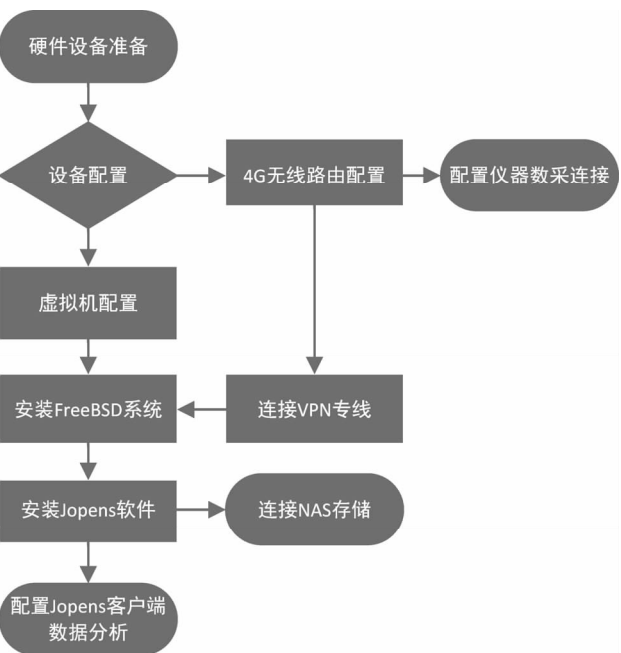 硬件设备准备
设备配置
4G无线路由配置
配置仪器数采连接
虚拟机配置
安装FreeBSD系统
连接VPN专线
安装Jopens软件
连接NAS存储
配置Jopens客户端
数据分析